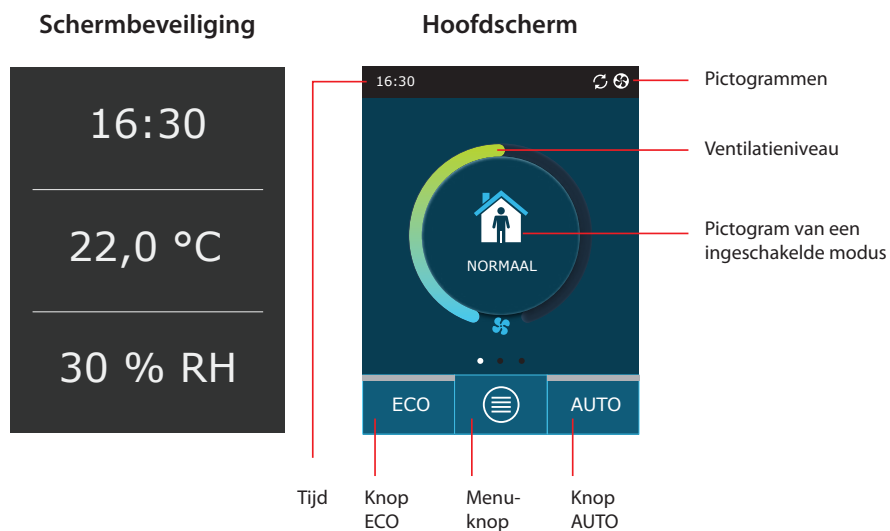 Schermbeveiliging
Hoofdscherm
16:30
22,0 °C
30 % RH
16:30
NORMAAL
ECO
AUTO
Pictogrammen
Ventilatieniveau
Pictogram van een
ingeschakelde modus
Tijd
Knop
ECO
Menu-
knop
Knop
AUTO